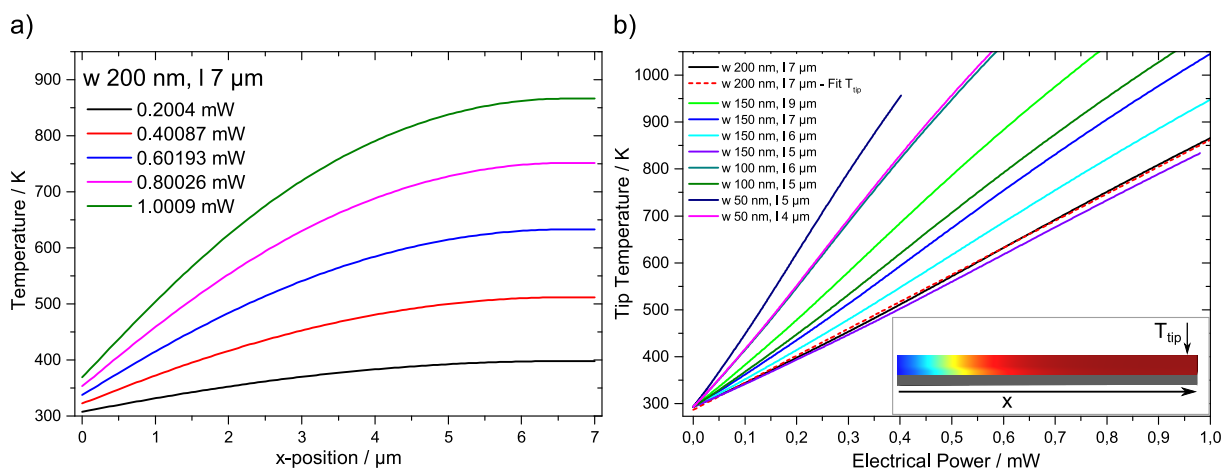 a)
w 200 nm, l 7 µm
0.2004 mW
0.40087 mW
0.60193 mW
0.80026 mW
1.0009 mW
Temperature / K
900
850
800
750
700
650
600
550
500
450
400
350
300
0 1 2 3 4 5 6 7
x-position / µm
b)
w 200 nm, l 7 µm
w 200 nm, l 7 µm - Fit T_tip
w 150 nm, l 9 µm
w 150 nm, l 7 µm
w 150 nm, l 6 µm
w 150 nm, l 5 µm
w 100 nm, l 6 µm
w 100 nm, l 5 µm
w 50 nm, l 5 µm
w 50 nm, l 4 µm
Tip Temperature / K
1000
900
800
700
600
500
400
300
T_tip
x
0,0 0,1 0,2 0,3 0,4 0,5 0,6 0,7 0,8 0,9 1,0
Electrical Power / mW